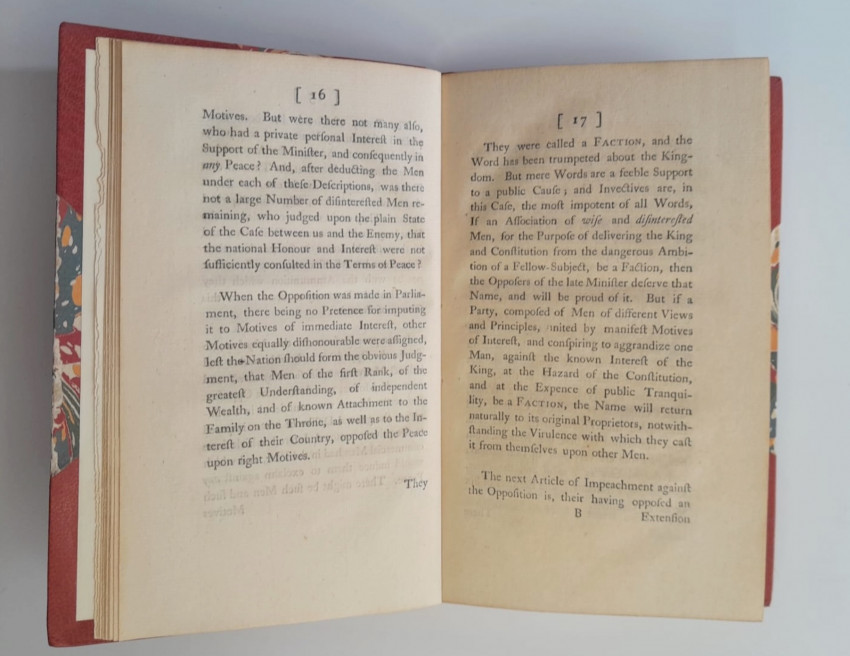 [ 16 ]
Motives. But were there not many alſo,
who had a private perſonal Intereſt in the
Support of the Miniſter, and conſequently in
any Peace? And, after deducting the Men
under each of theſe Deſcriptions, was there
not a large Number of diſintereſted Men re-
maining, who judged upon the plain State
of the Caſe between us and the Enemy, that
the national Honour and Intereſt were not
ſufficiently conſulted in the Terms of Peace?
When the Oppoſition was made in Parlia-
ment, there being no Pretence for imputing
it to Motives of immediate Intereſt, other
Motives equally diſhonourable were aſſigned,
leſt the Nation ſhould form the obvious Judg-
ment, that Men of the firſt Rank, of the
greateſt Underſtanding, of independent
Wealth, and of known Attachment to the
Family on the Throne, as well as to the In-
tereſt of their Country, oppoſed the Peace
upon right Motives.
They
[ 17 ]
They were called a FACTION, and the
Word has been trumpeted about the King-
dom. But mere Words are a feeble Support
to a public Cauſe; and Invectives are, in
this Caſe, the moſt impotent of all Words,
If an Aſſociation of wiſe and diſintereſted
Men, for the Purpoſe of delivering the King
and Conſtitution from the dangerous Ambi-
tion of a Fellow-Subject, be a Faction, then
the Oppoſers of the late Miniſter deſerve that
Name, and will be proud of it. But if a
Party, compoſed of Men of different Views
and Principles, united by manifeſt Motives
of Intereſt, and conſpiring to aggrandize one
Man, againſt the known Intereſt of the
King, at the Hazard of the Conſtitution,
and at the Expence of public Tranqui-
lity, be a FACTION, the Name will return
naturally to its original Proprietors, notwith-
ſtanding the Virulence with which they caſt
it from themſelves upon other Men.
The next Article of Impeachment againſt
the Oppoſition is, their having oppoſed an
B
Extenſion